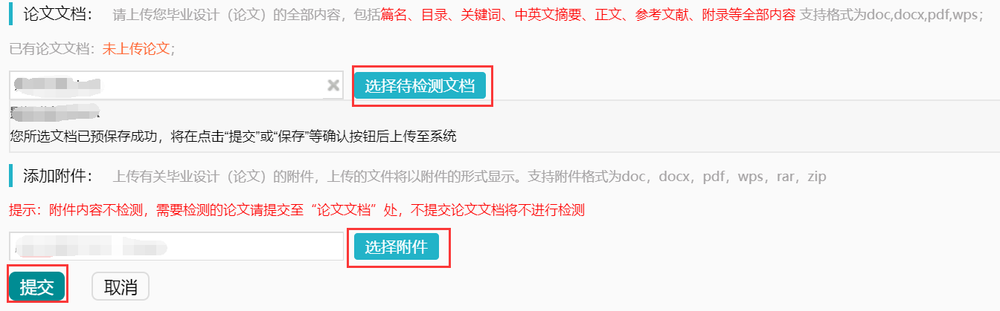 论文文档： 请上传您毕业设计（论文）的全部内容，包括篇名、目录、关键词、中英文摘要、正文、参考文献、附录等全部内容 支持格式为doc,docx,pdf,wps；
已有论文文档：未上传论文；
选择待检测文档
您所选文档已预保存成功，将在点击“提交”或“保存”等确认按钮后上传至系统
添加附件： 上传有关毕业设计（论文）的附件，上传的文件将以附件的形式显示。支持附件格式为doc，docx，pdf，wps，rar，zip
提示：附件内容不检测，需要检测的论文请提交至“论文文档”处，不提交论文文档将不进行检测
选择附件
提交 取消